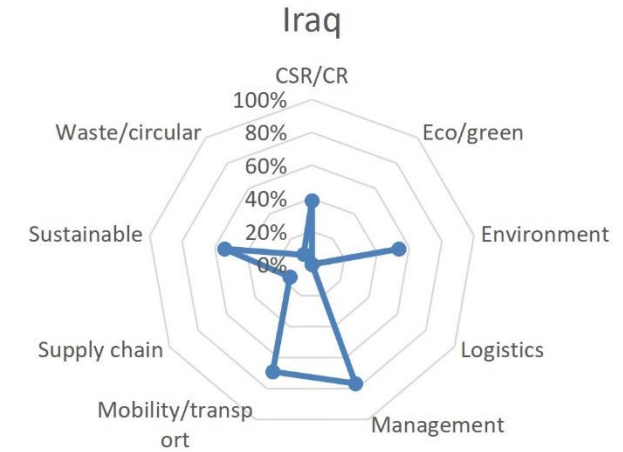 Iraq
CSR/CR
100%
80%
60%
40%
20%
0%
Eco/green
Environment
Logistics
Management
Mobility/transp
ort
Supply chain
Sustainable
Waste/circular